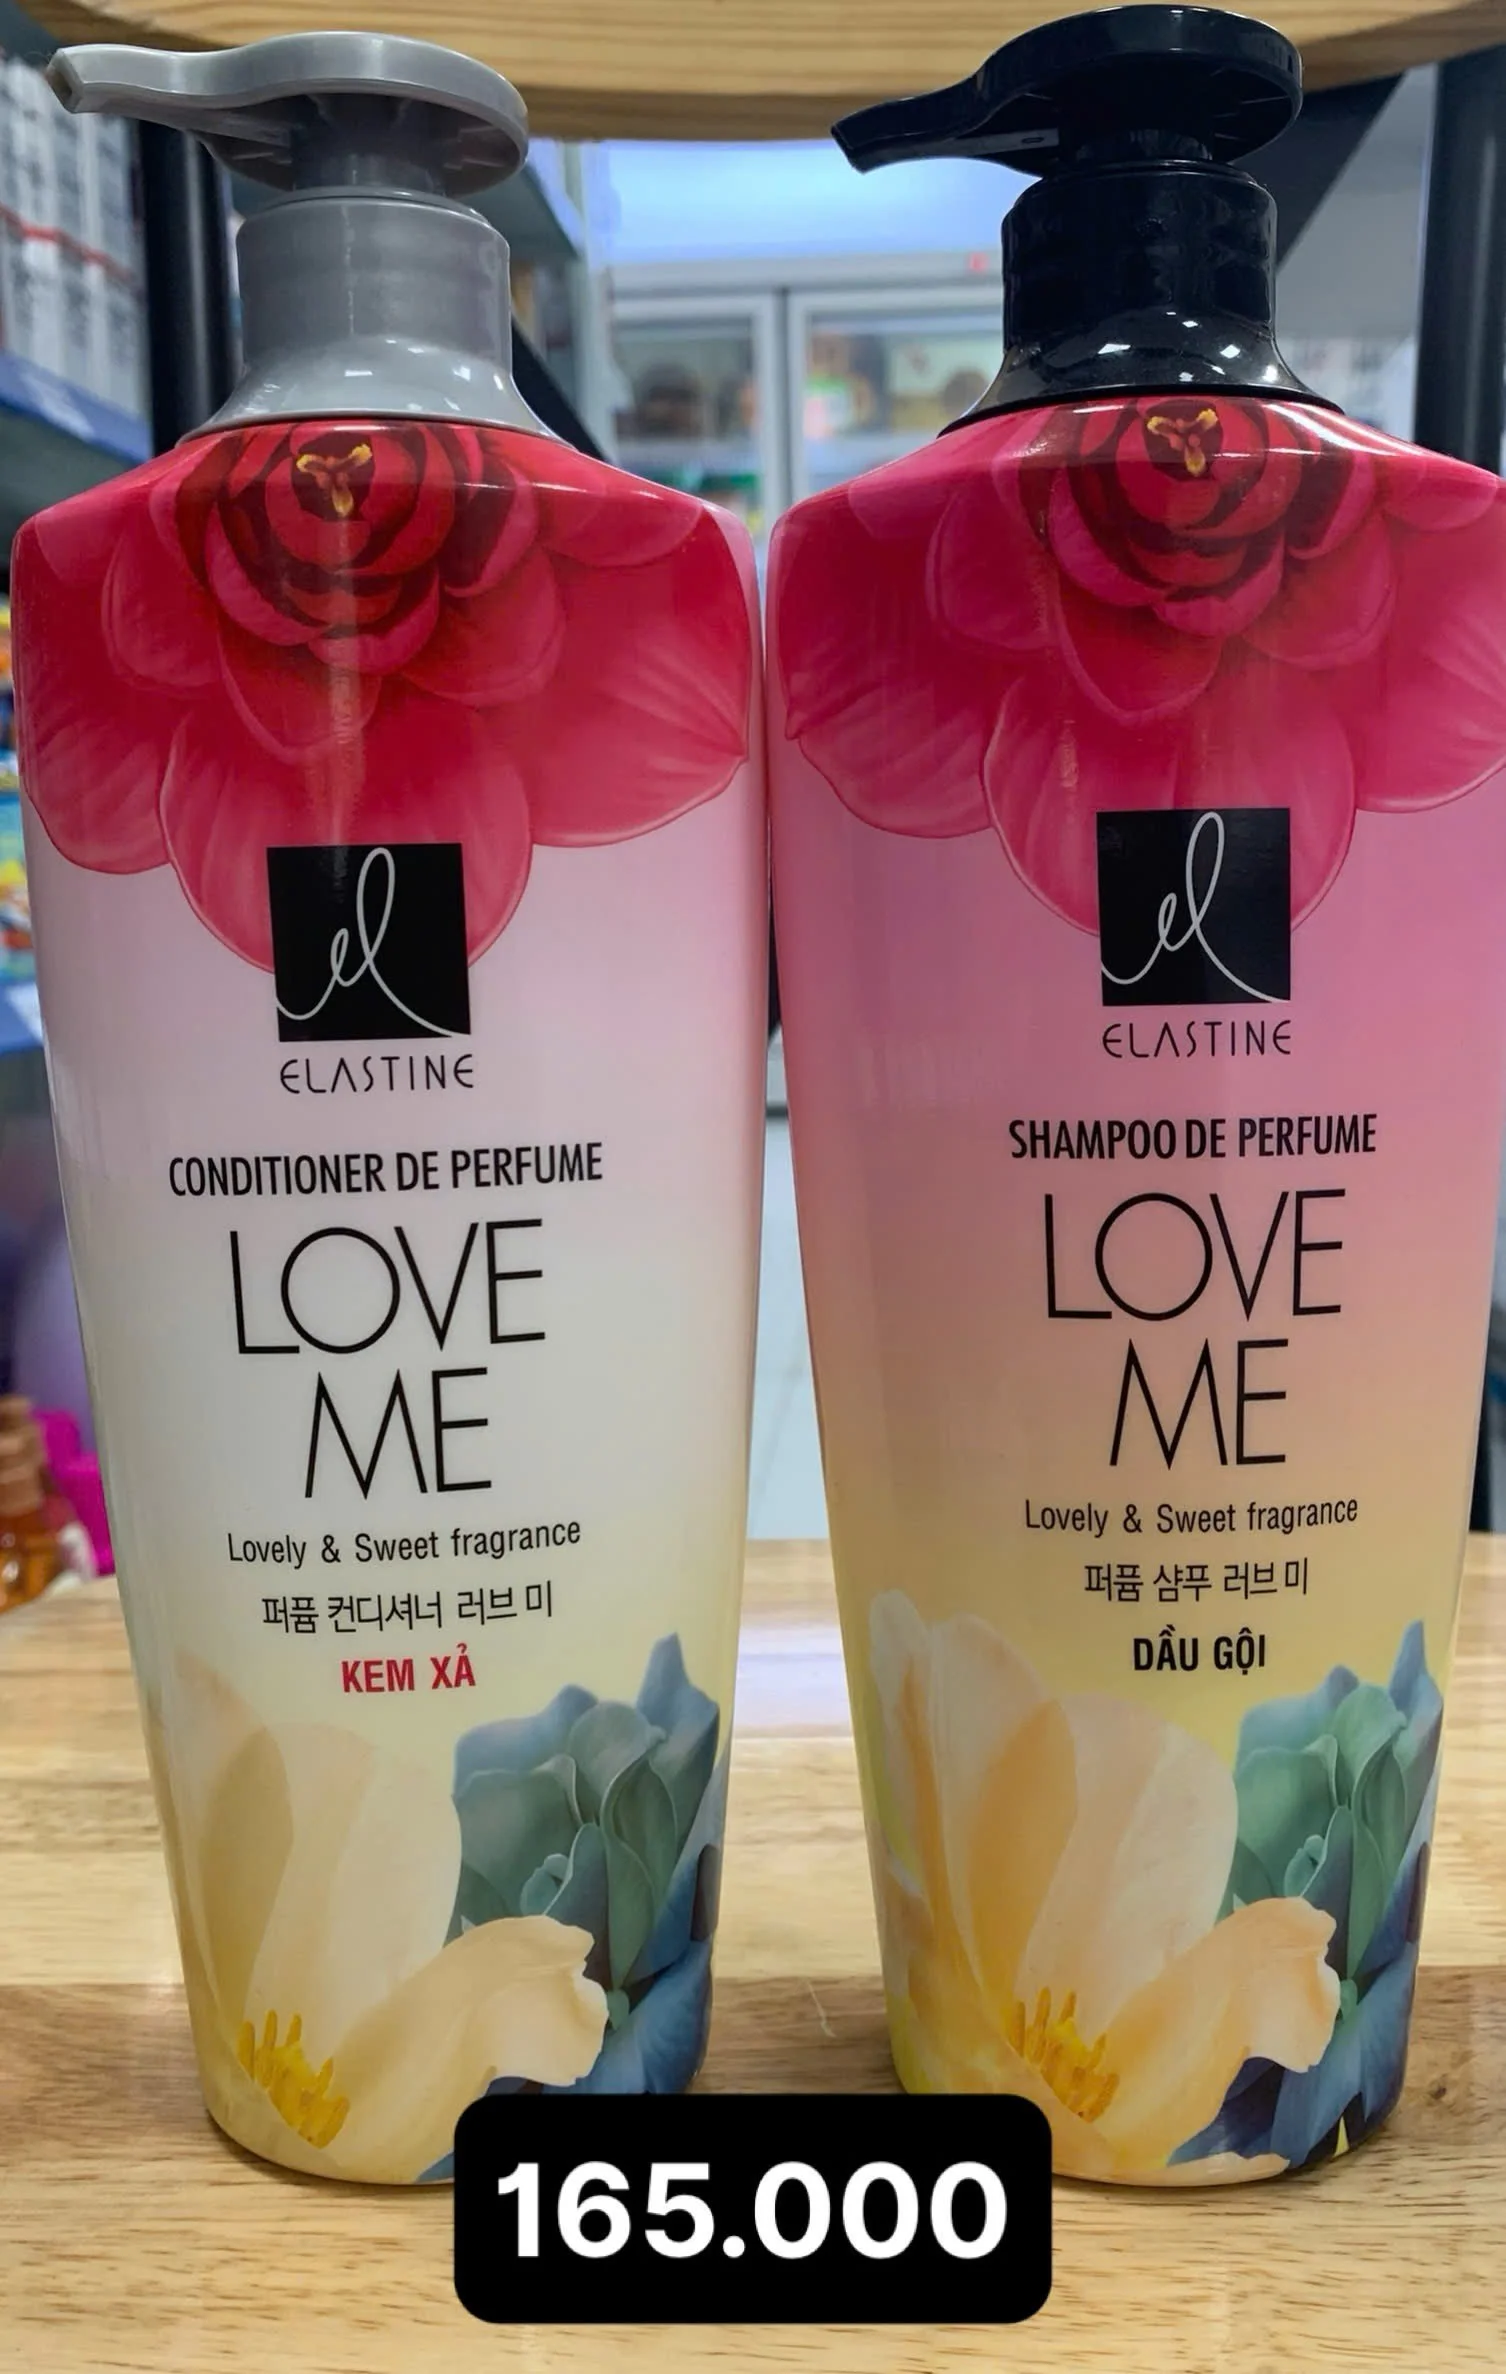 el
ELASTINE
CONDITIONER DE PERFUME
LOVE
ME
Lovely & Sweet fragrance
퍼퓸 컨디셔너 러브 미
KEM XẢ
el
ELASTINE
SHAMPOO DE PERFUME
LOVE
ME
Lovely & Sweet fragrance
퍼퓸 샴푸 러브 미
DẦU GỘI
165.000